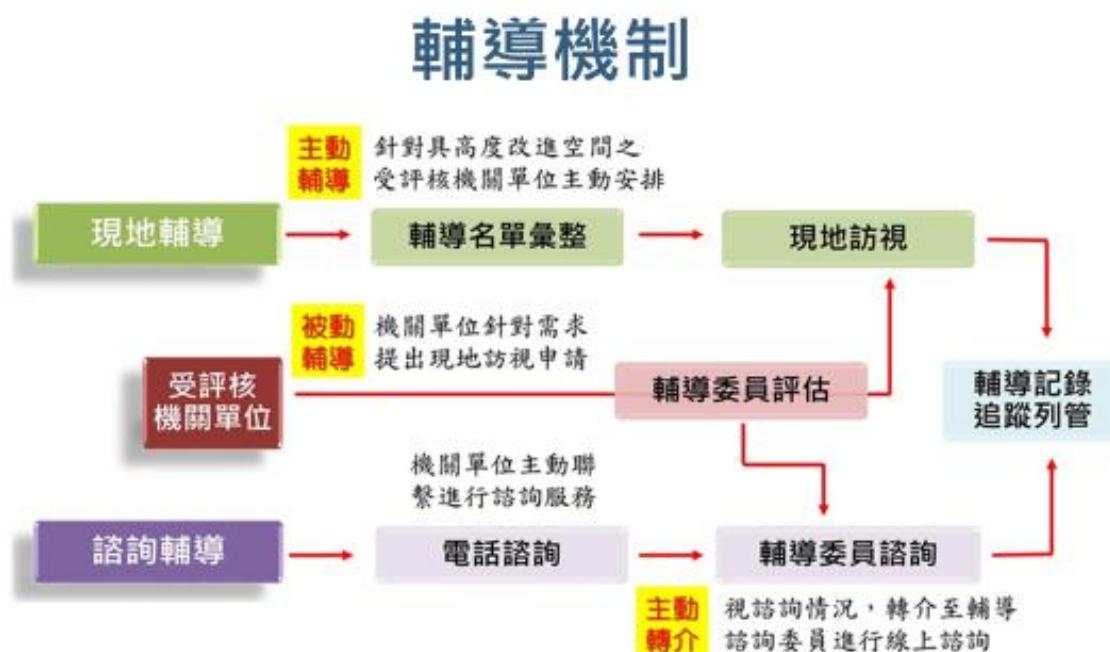 輔導機制
主動
輔導
針對具高度改進空間之
受評核機關單位主動安排
現地輔導
輔導名單彙整
現地訪視
被動
輔導
機關單位針對需求
提出現地訪視申請
受評核
機關單位
輔導委員評估
輔導記錄
追蹤列管
機關單位主動聯
繫進行諮詢服務
諮詢輔導
電話諮詢
輔導委員諮詢
主動
轉介
視諮詢情況，轉介至輔導
諮詢委員進行線上諮詢